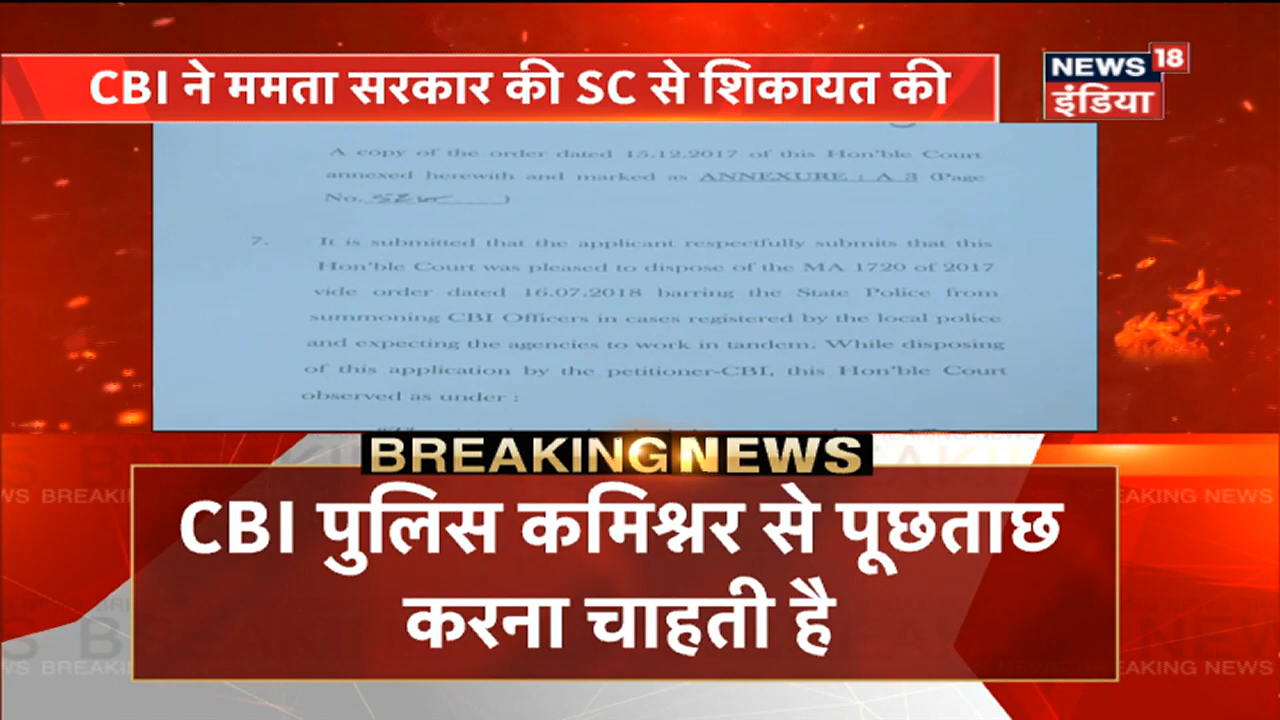 CBI ने ममता सरकार की SC से शिकायत की
NEWS 18
इंडिया
A copy of the order dated 15.12.2017 of this Hon'ble Court
annexed herewith and marked as ANNEXURE : A 3 (Page
No. )
7. It is submitted that the applicant respectfully submits that this
Hon'ble Court was pleased to dispose of the MA 1720 of 2017
vide order dated 16.07.2018 barring the State Police from
summoning CBI Officers in cases registered by the local police
and expecting the agencies to work in tandem. While disposing
of this application by the petitioner-CBI, this Hon'ble Court
observed as under :
BREAKING NEWS
CBI पुलिस कमिश्नर से पूछताछ
करना चाहती है